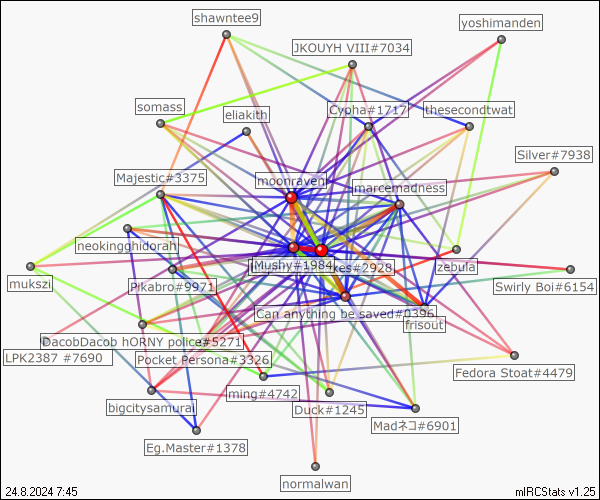 shawntee9
yoshimanden
JKOUYH VIII#7034
somass
Cypha#1717
thesecondtwat
eliakith
Silver#7938
Majestic#3375
moonraven
marcemadness
neokingghidorah
zebula
mukszi
Mushy#1984
kes#2928
Pikabro#9971
Swirly Boi#6154
Can anything be saved#0396
frisout
DacobDacob hORNY police#5271
LPK2387 #7690
Pocket Persona#3326
Fedora Stoat#4479
ming#4742
bigcitysamurai
Duck#1245
Madネコ#6901
Eg.Master#1378
normalwan
24.8.2024 7:45
mIRCStats v1.25